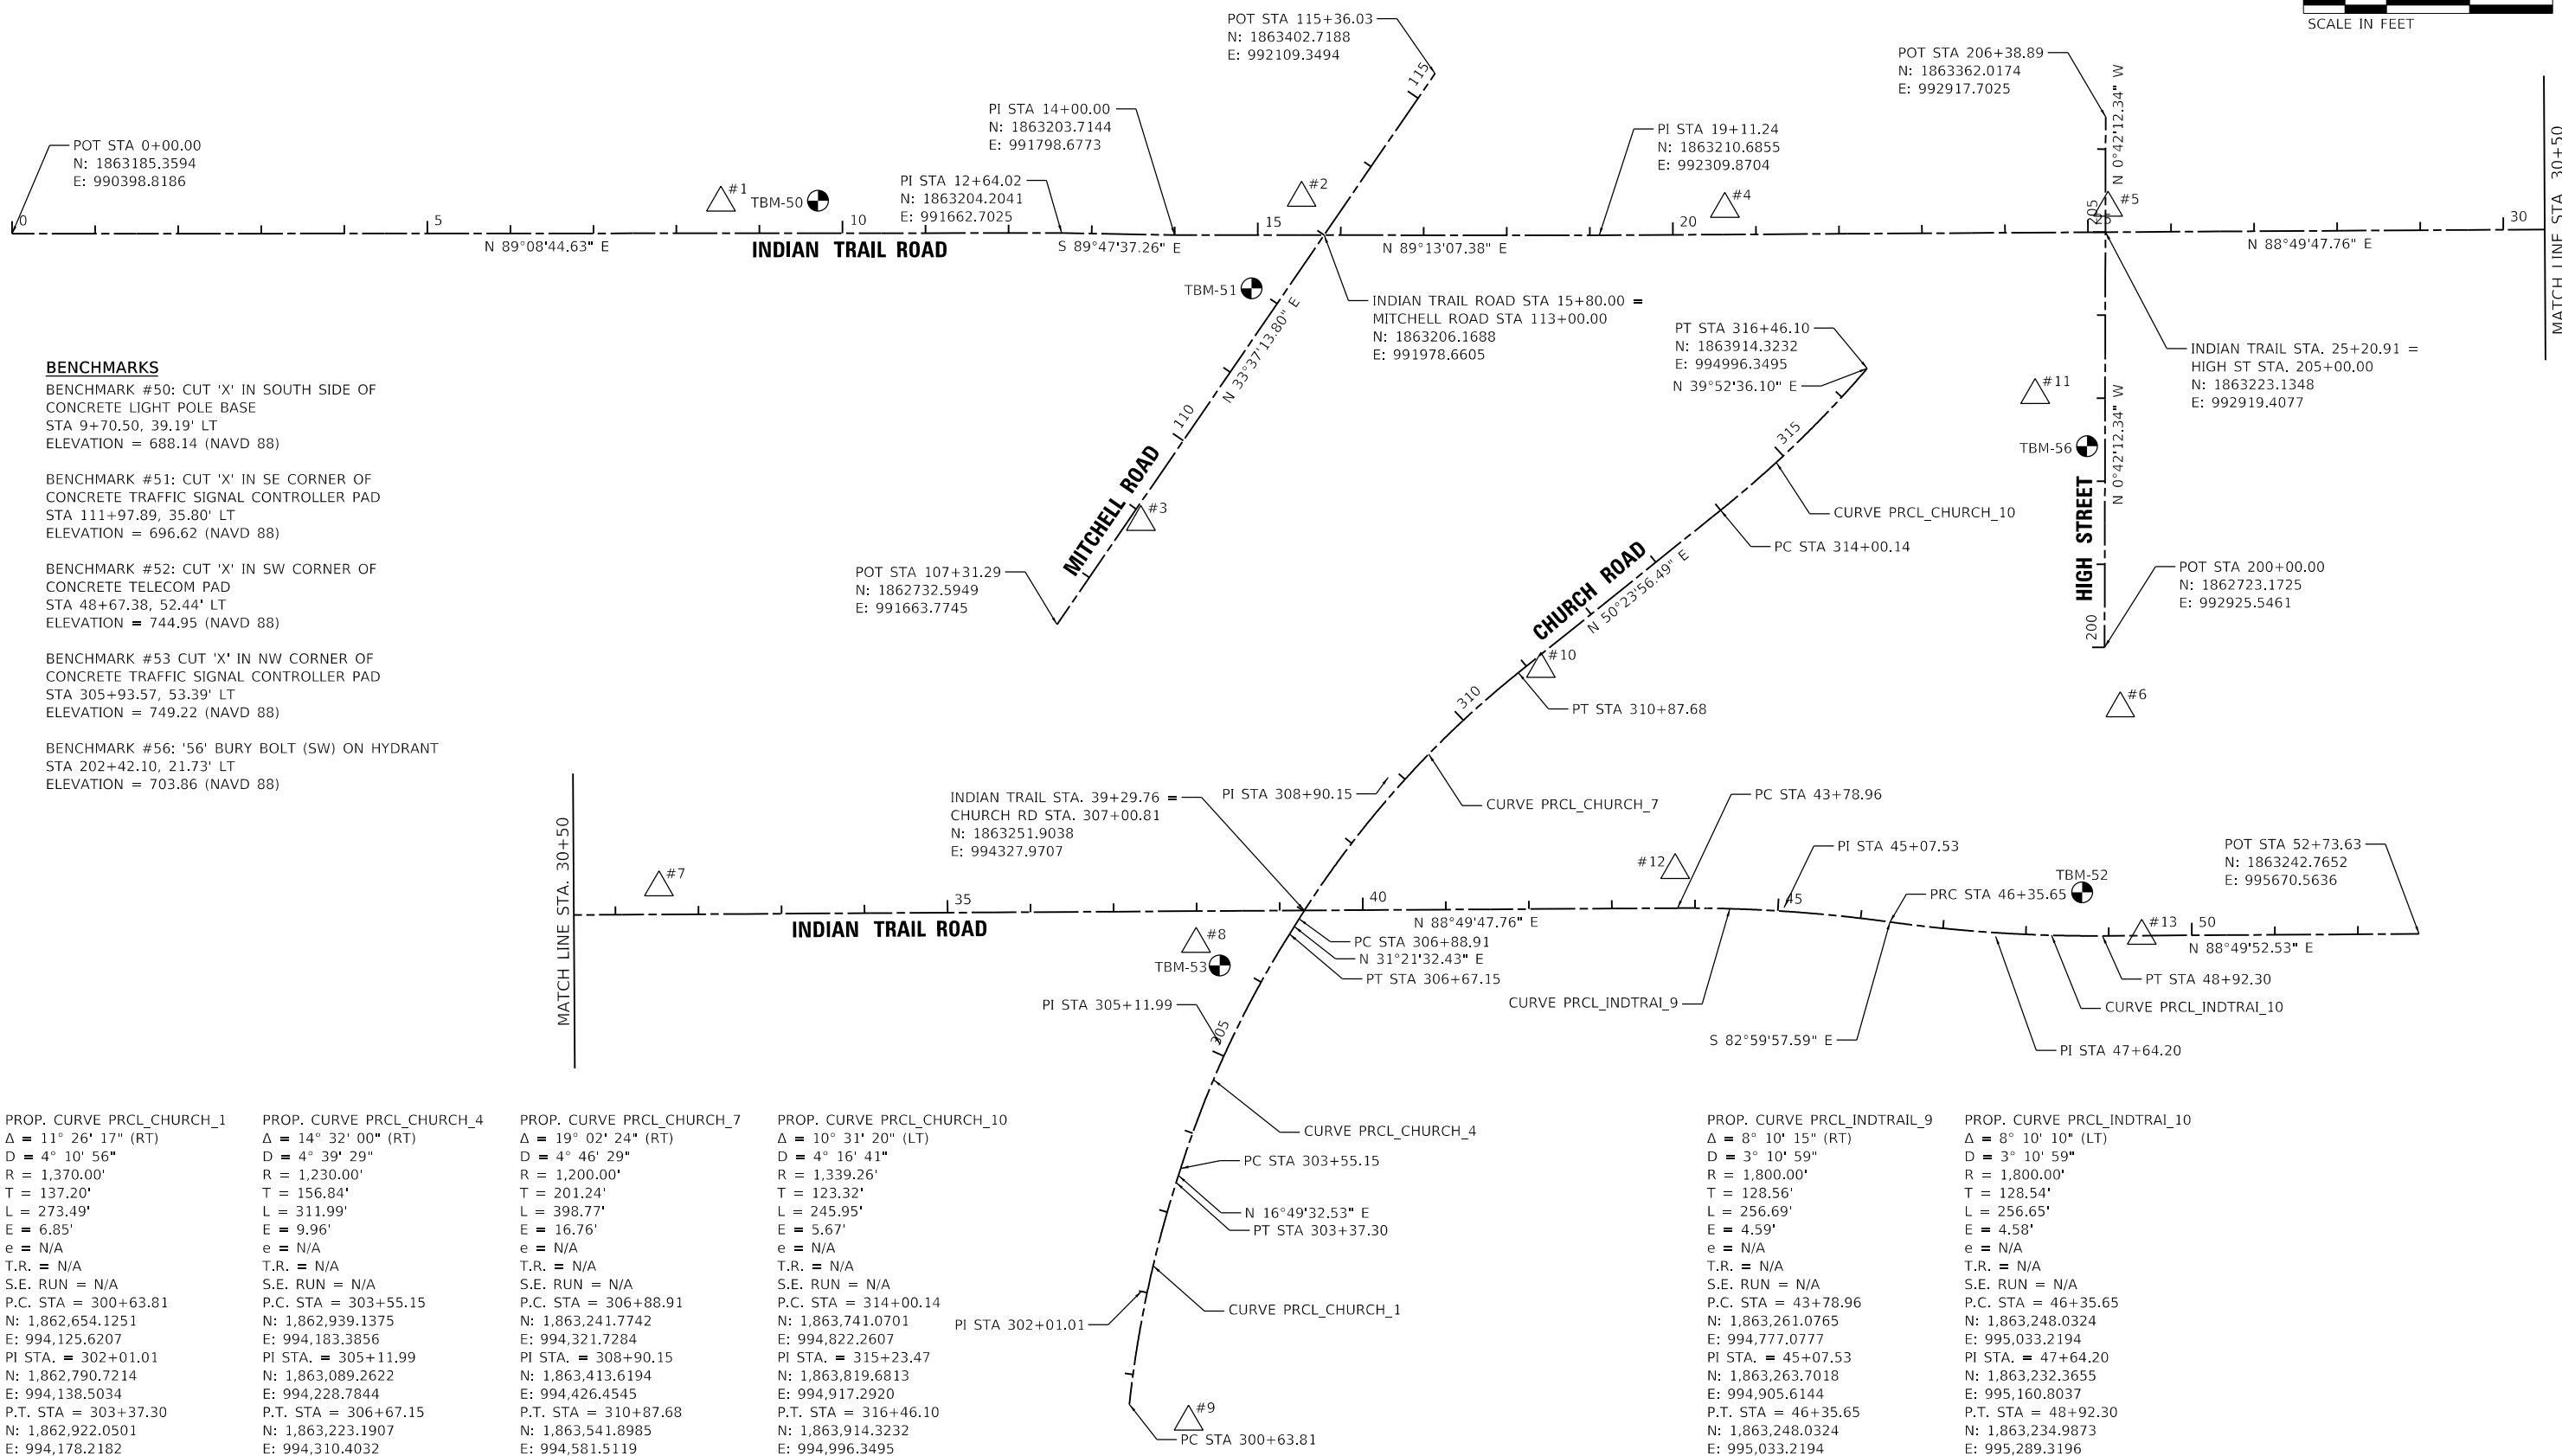 SCALE IN FEET
POT STA 115+36.03
N: 1863402.7188
E: 992109.3494
115
POT STA 206+38.89
N: 1863362.0174
E: 992917.7025
N 0°42'12.34" W
MATCH LINE STA 30+50
PI STA 14+00.00
N: 1863203.7144
E: 991798.6773
PI STA 19+11.24
N: 1863210.6855
E: 992309.8704
POT STA 0+00.00
N: 1863185.3594
E: 990398.8186
PI STA 12+64.02
N: 1863204.2041
E: 991662.7025
#1
TBM-50
#2
#4
#5
0
5
10
15
20
205
25
30
N 89°08'44.63" E
INDIAN TRAIL ROAD
S 89°47'37.26" E
N 89°13'07.38" E
N 88°49'47.76" E
TBM-51
N 33°37'13.80" E
INDIAN TRAIL ROAD STA 15+80.00 =
MITCHELL ROAD STA 113+00.00
N: 1863206.1688
E: 991978.6605
PT STA 316+46.10
N: 1863914.3232
E: 994996.3495
N 39°52'36.10" E
INDIAN TRAIL STA. 25+20.91 =
HIGH ST STA. 205+00.00
N: 1863223.1348
E: 992919.4077
#11
TBM-56
N 0°42'12.34" W
HIGH STREET
200
BENCHMARKS
BENCHMARK #50: CUT 'X' IN SOUTH SIDE OF
CONCRETE LIGHT POLE BASE
STA 9+70.50, 39.19' LT
ELEVATION = 688.14 (NAVD 88)
BENCHMARK #51: CUT 'X' IN SE CORNER OF
CONCRETE TRAFFIC SIGNAL CONTROLLER PAD
STA 111+97.89, 35.80' LT
ELEVATION = 696.62 (NAVD 88)
BENCHMARK #52: CUT 'X' IN SW CORNER OF
CONCRETE TELECOM PAD
STA 48+67.38, 52.44' LT
ELEVATION = 744.95 (NAVD 88)
BENCHMARK #53 CUT 'X' IN NW CORNER OF
CONCRETE TRAFFIC SIGNAL CONTROLLER PAD
STA 305+93.57, 53.39' LT
ELEVATION = 749.22 (NAVD 88)
BENCHMARK #56: '56' BURY BOLT (SW) ON HYDRANT
STA 202+42.10, 21.73' LT
ELEVATION = 703.86 (NAVD 88)
110
MITCHELL ROAD
#3
POT STA 107+31.29
N: 1862732.5949
E: 991663.7745
315
CURVE PRCL_CHURCH_10
PC STA 314+00.14
CHURCH ROAD
N 50°23'56.49" E
POT STA 200+00.00
N: 1862723.1725
E: 992925.5461
#10
#6
310
PT STA 310+87.68
MATCH LINE STA. 30+50
INDIAN TRAIL STA. 39+29.76 =
CHURCH RD STA. 307+00.81
N: 1863251.9038
E: 994327.9707
PI STA 308+90.15
CURVE PRCL_CHURCH_7
PC STA 43+78.96
PI STA 45+07.53
POT STA 52+73.63
N: 1863242.7652
E: 995670.5636
#7
#12
TBM-52
PRC STA 46+35.65
35
40
45
50
#13
INDIAN TRAIL ROAD
N 88°49'47.76" E
N 88°49'52.53" E
#8
TBM-53
PC STA 306+88.91
N 31°21'32.43" E
PT STA 306+67.15
PT STA 48+92.30
PI STA 305+11.99
CURVE PRCL_INDTRAI_9
CURVE PRCL_INDTRAI_10
305
S 82°59'57.59" E
PI STA 47+64.20
CURVE PRCL_CHURCH_4
PC STA 303+55.15
N 16°49'32.53" E
PT STA 303+37.30
CURVE PRCL_CHURCH_1
PI STA 302+01.01
#9
PC STA 300+63.81
PROP. CURVE PRCL_CHURCH_1
Δ = 11° 26' 17" (RT)
D = 4° 10' 56"
R = 1,370.00'
T = 137.20'
L = 273.49'
E = 6.85'
e = N/A
T.R. = N/A
S.E. RUN = N/A
P.C. STA = 300+63.81
N: 1,862,654.1251
E: 994,125.6207
PI STA. = 302+01.01
N: 1,862,790.7214
E: 994,138.5034
P.T. STA = 303+37.30
N: 1,862,922.0501
E: 994,178.2182
PROP. CURVE PRCL_CHURCH_4
Δ = 14° 32' 00" (RT)
D = 4° 39' 29"
R = 1,230.00'
T = 156.84'
L = 311.99'
E = 9.96'
e = N/A
T.R. = N/A
S.E. RUN = N/A
P.C. STA = 303+55.15
N: 1,862,939.1375
E: 994,183.3856
PI STA. = 305+11.99
N: 1,863,089.2622
E: 994,228.7844
P.T. STA = 306+67.15
N: 1,863,223.1907
E: 994,310.4032
PROP. CURVE PRCL_CHURCH_7
Δ = 19° 02' 24" (RT)
D = 4° 46' 29"
R = 1,200.00'
T = 201.24'
L = 398.77'
E = 16.76'
e = N/A
T.R. = N/A
S.E. RUN = N/A
P.C. STA = 306+88.91
N: 1,863,241.7742
E: 994,321.7284
PI STA. = 308+90.15
N: 1,863,413.6194
E: 994,426.4545
P.T. STA = 310+87.68
N: 1,863,541.8985
E: 994,581.5119
PROP. CURVE PRCL_CHURCH_10
Δ = 10° 31' 20" (LT)
D = 4° 16' 41"
R = 1,339.26'
T = 123.32'
L = 245.95'
E = 5.67'
e = N/A
T.R. = N/A
S.E. RUN = N/A
P.C. STA = 314+00.14
N: 1,863,741.0701
E: 994,822.2607
PI STA. = 315+23.47
N: 1,863,819.6813
E: 994,917.2920
P.T. STA = 316+46.10
N: 1,863,914.3232
E: 994,996.3495
PROP. CURVE PRCL_INDTRAIL_9
Δ = 8° 10' 15" (RT)
D = 3° 10' 59"
R = 1,800.00'
T = 128.56'
L = 256.69'
E = 4.59'
e = N/A
T.R. = N/A
S.E. RUN = N/A
P.C. STA = 43+78.96
N: 1,863,261.0765
E: 994,777.0777
PI STA = 45+07.53
N: 1,863,263.7018
E: 994,905.6144
P.T. STA = 46+35.65
N: 1,863,248.0324
E: 995,033.2194
PROP. CURVE PRCL_INDTRAI_10
Δ = 8° 10' 10" (LT)
D = 3° 10' 59"
R = 1,800.00'
T = 128.54'
L = 256.65'
E = 4.58'
e = N/A
T.R. = N/A
S.E. RUN = N/A
P.C. STA = 46+35.65
N: 1,863,248.0324
E: 995,033.2194
PI STA = 47+64.20
N: 1,863,232.3655
E: 995,160.8037
P.T. STA = 48+92.30
N: 1,863,234.9873
E: 995,289.3196